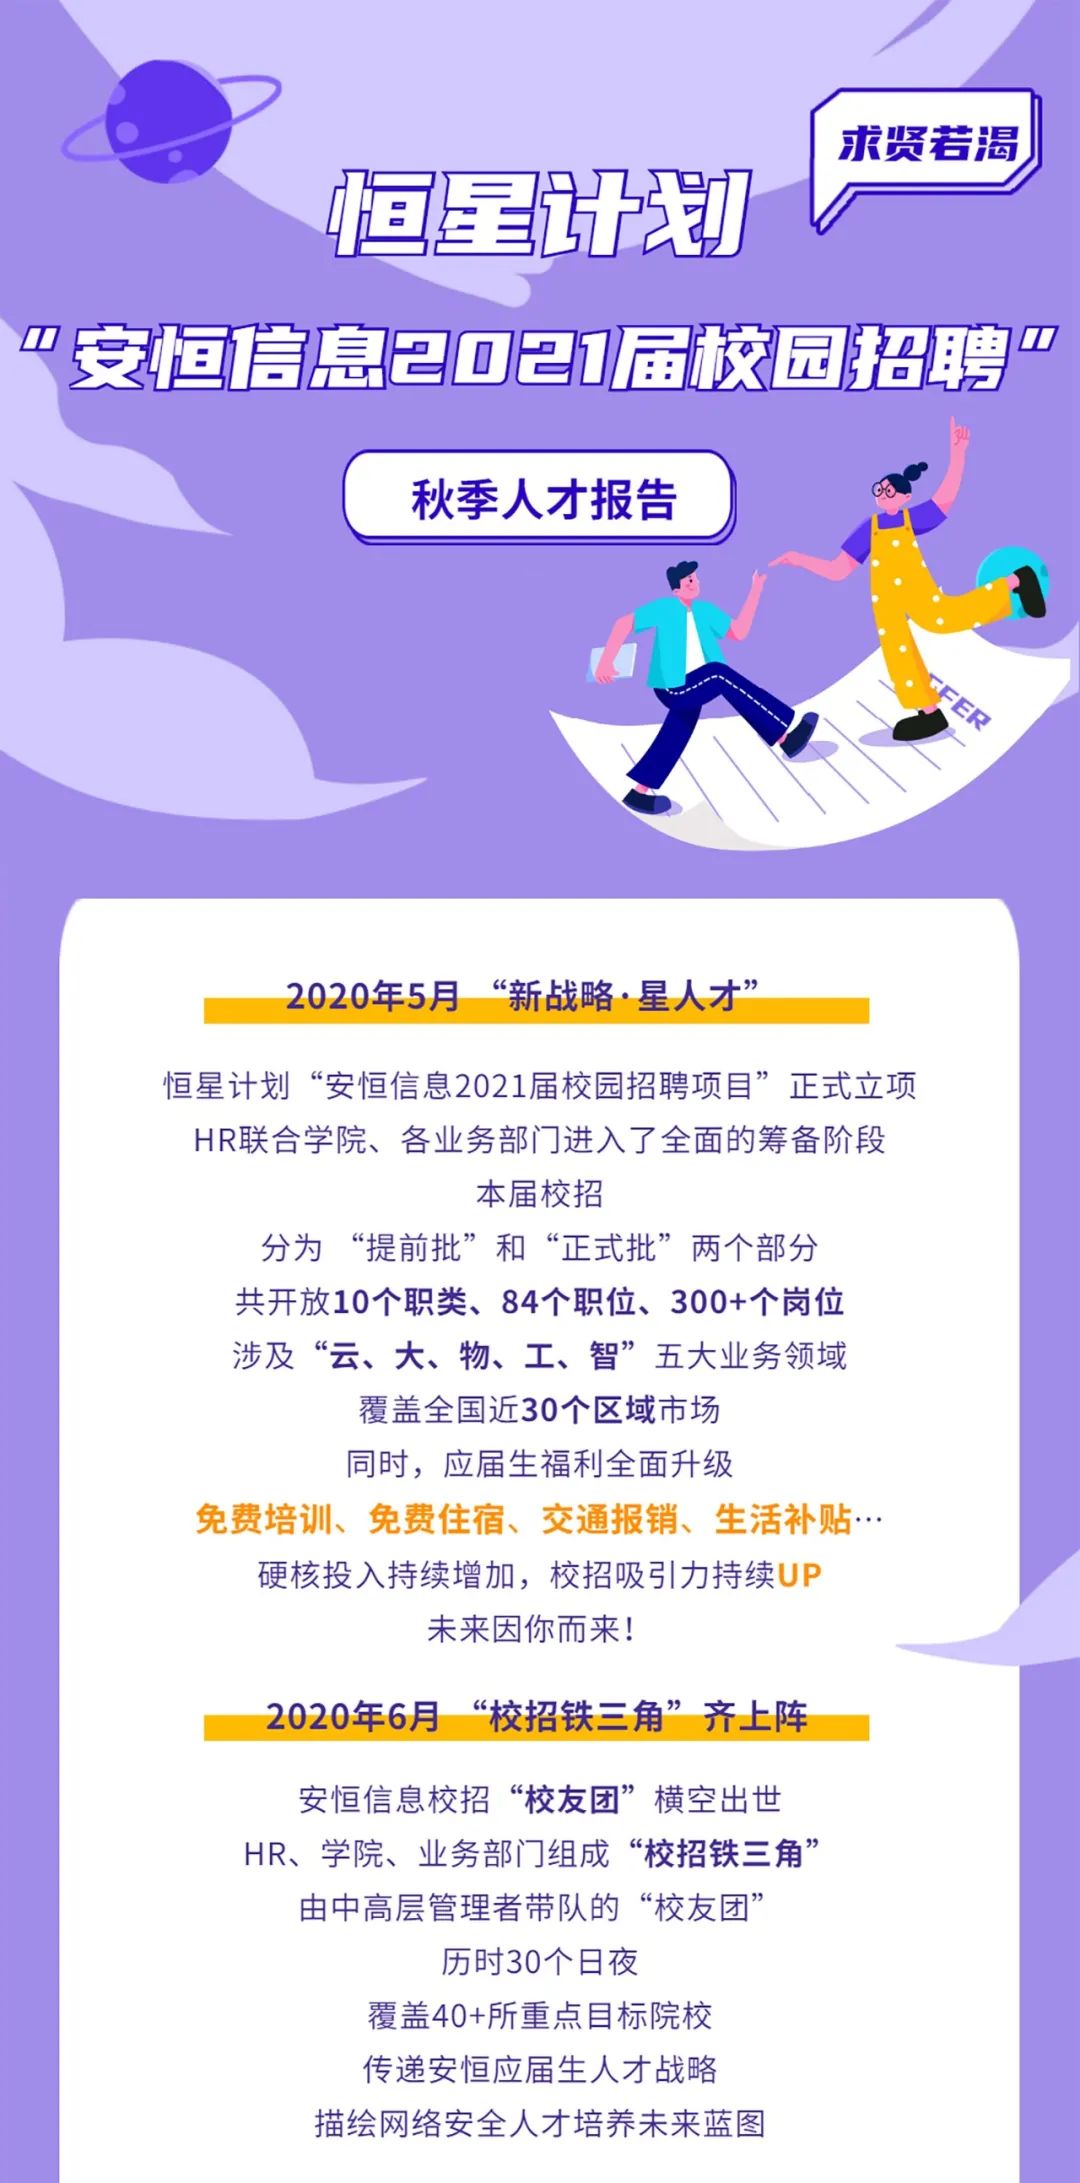 求贤若渴
恒星计划
“安恒信息2021届校园招聘”
秋季人才报告
2020年5月 “新战略·星人才”
恒星计划“安恒信息2021届校园招聘项目”正式立项
HR联合学院、各业务部门进入了全面的筹备阶段
本届校招
分为 “提前批”和“正式批”两个部分
共开放10个职类、84个职位、300+个岗位
涉及“云、大、物、工、智”五大业务领域
覆盖全国近30个区域市场
同时，应届生福利全面升级
免费培训、免费住宿、交通报销、生活补贴…
硬核投入持续增加，校招吸引力持续UP
未来因你而来！
2020年6月 “校招铁三角”齐上阵
安恒信息校招“校友团”横空出世
HR、学院、业务部门组成“校招铁三角”
由中高层管理者带队的“校友团”
历时30个日夜
覆盖40+所重点目标院校
传递安恒应届生人才战略
描绘网络安全人才培养未来蓝图